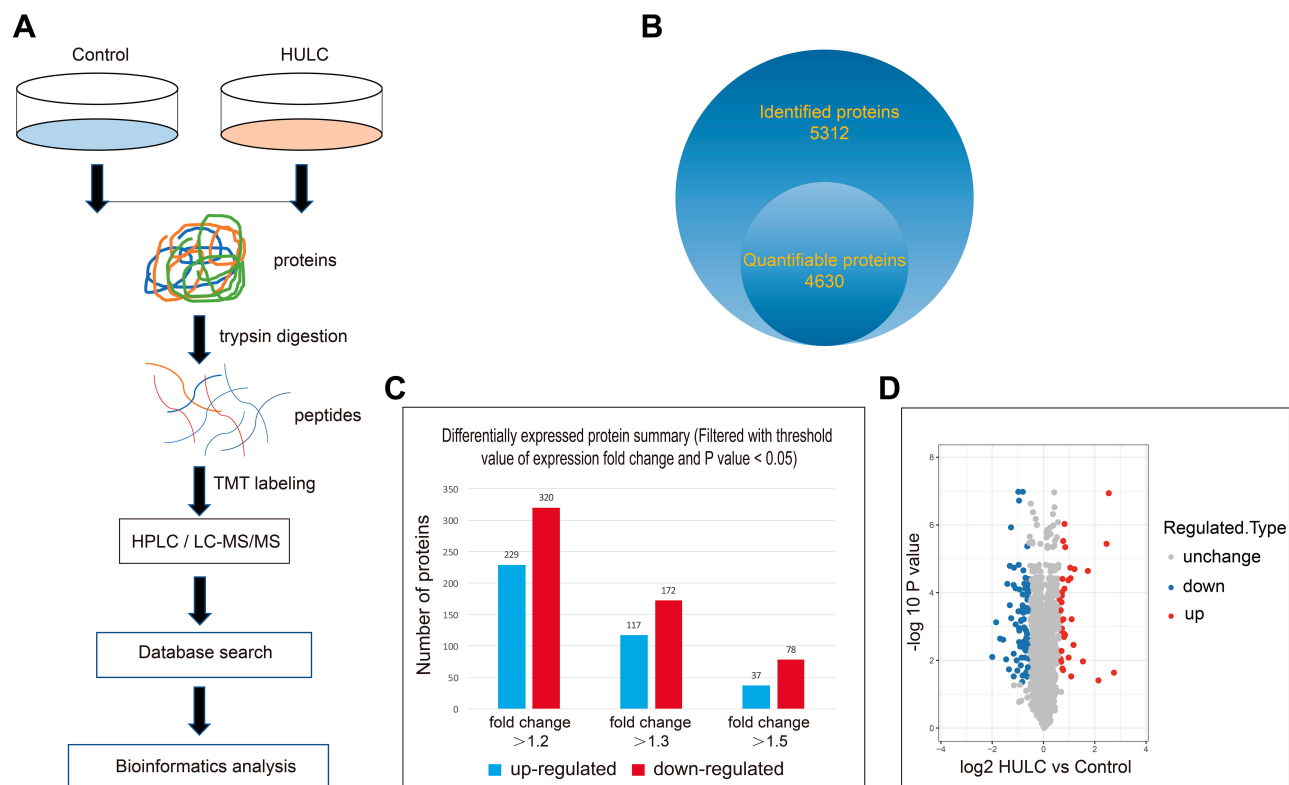 A
Control
HULC
proteins
trypsin digestion
peptides
TMT labeling
HPLC / LC-MS/MS
Database search
Bioinformatics analysis
B
Identified proteins
5312
Quantifiable proteins
4630
C
Differentially expressed protein summary (Filtered with threshold
value of expression fold change and P value < 0.05)
Number of proteins
350
300
250
200
150
100
50
0
229
320
117
172
37
78
fold change
>1.2
fold change
>1.3
fold change
>1.5
up-regulated
down-regulated
D
-log 10 P value
8
6
4
2
0
−4
−2
0
2
4
log2 HULC vs Control
Regulated.Type
unchange
down
up